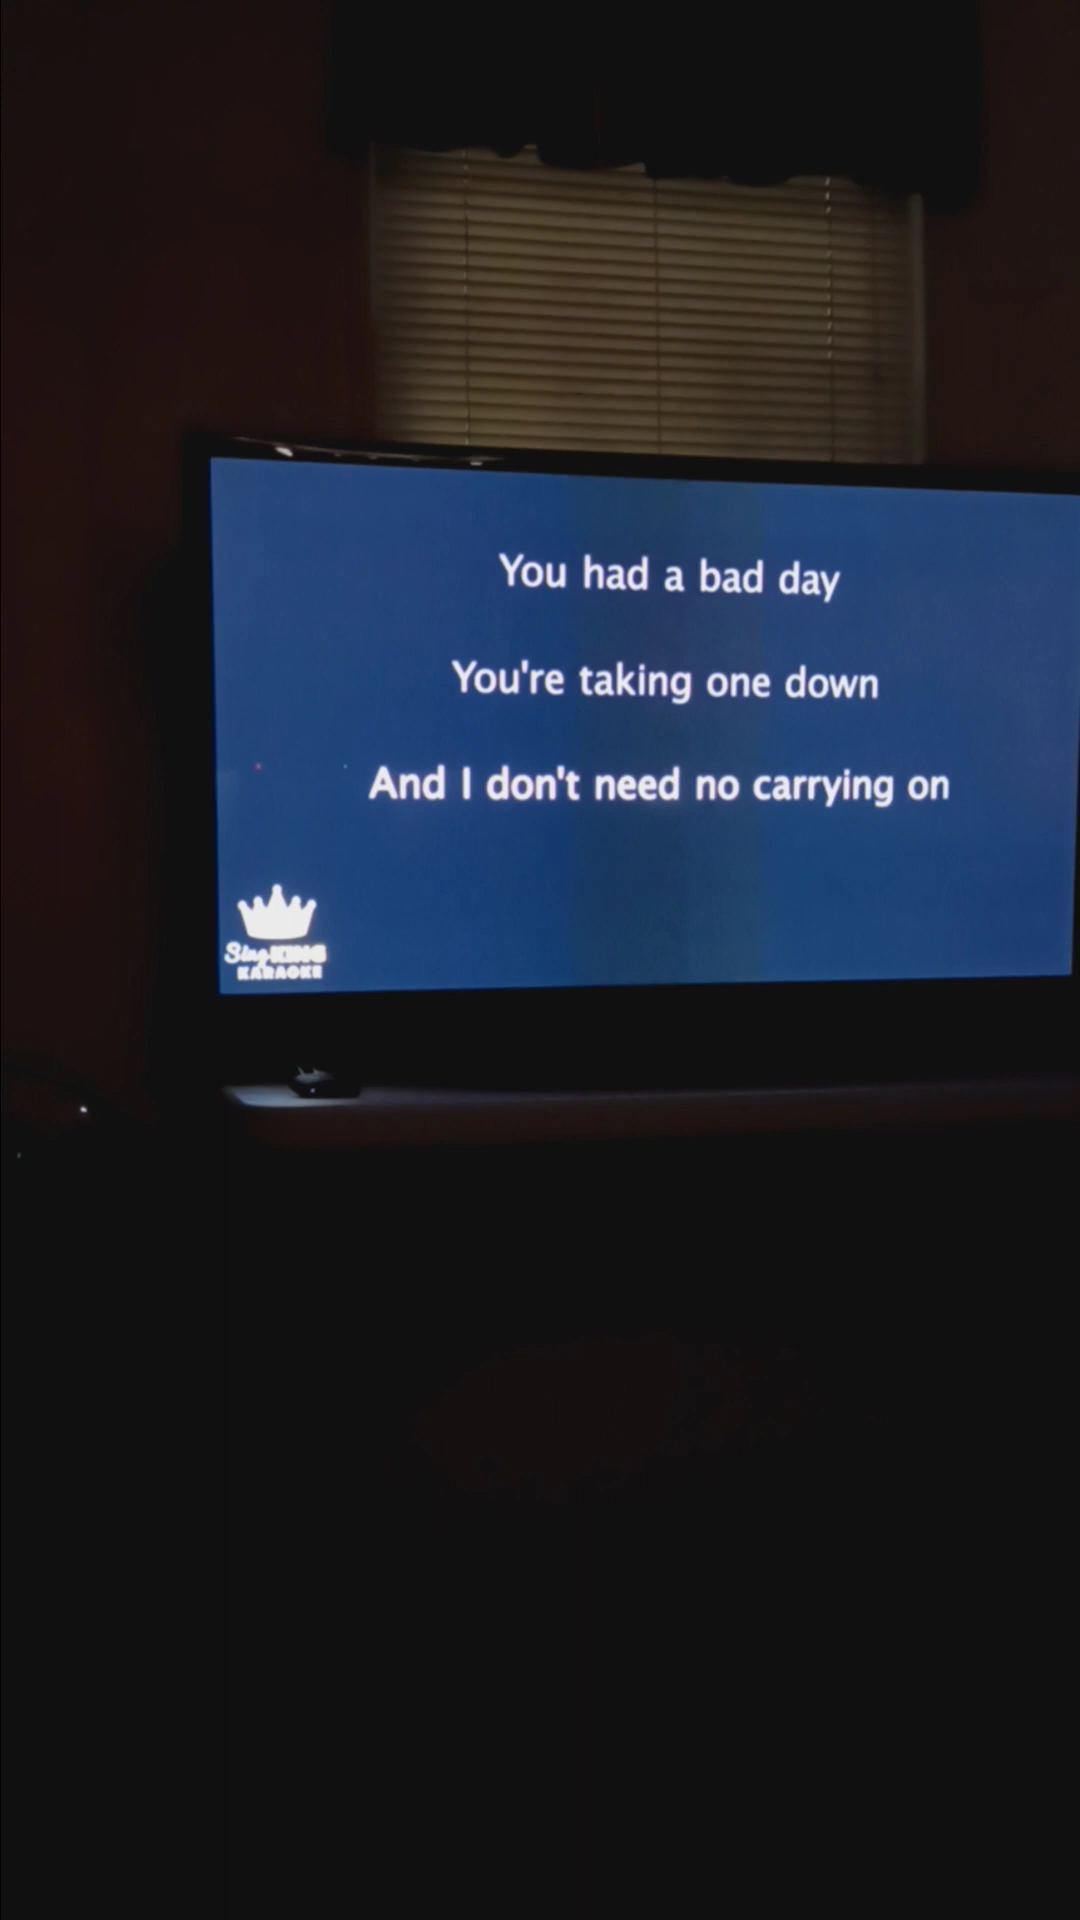 You had a bad day
You're taking one down
And I don't need no carrying on
Sing KING
KARAOKE